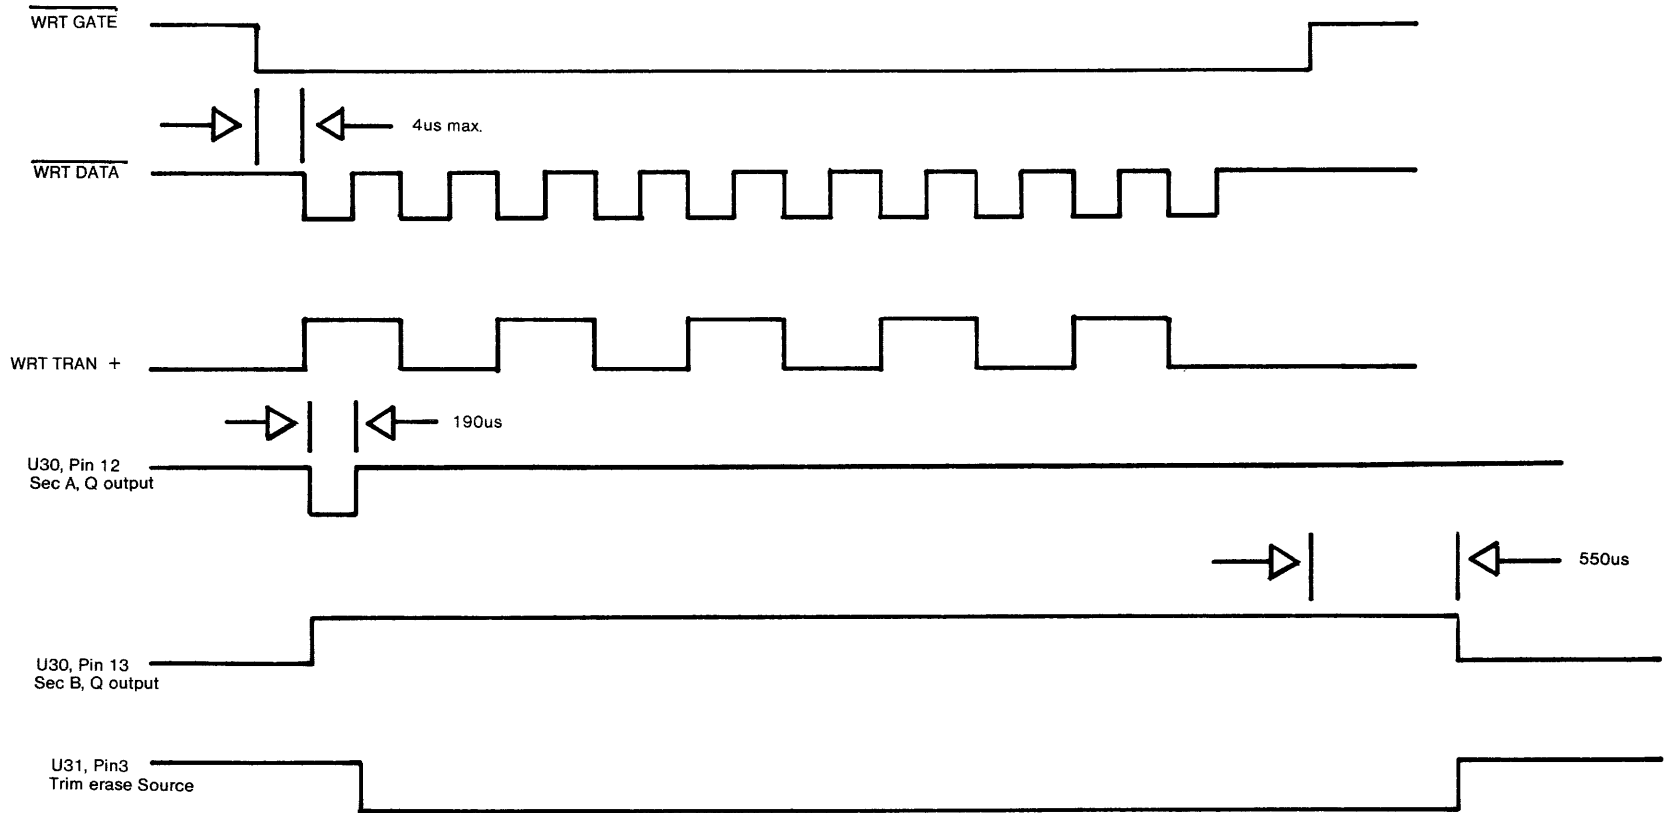 WRT GATE
4us max.
WRT DATA
WRT TRAN +
190us
U30, Pin 12
Sec A, Q output
550us
U30, Pin 13
Sec B, Q output
U31, Pin3
Trim erase Source